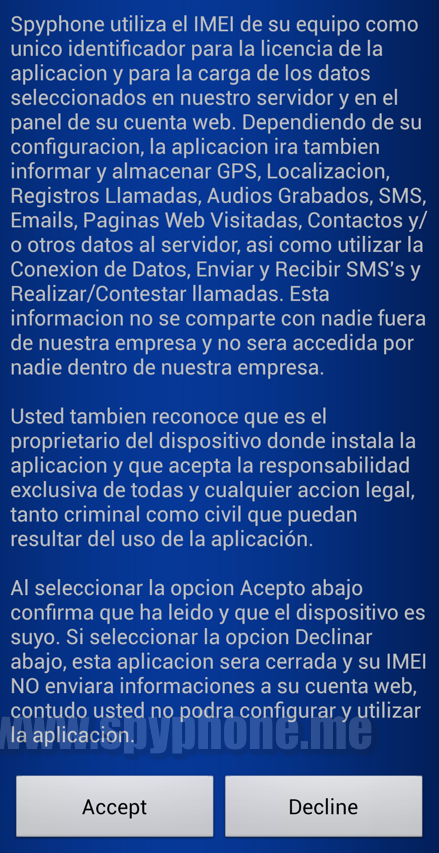 Spyphone utiliza el IMEI de su equipo como
unico identificador para la licencia de la
aplicacion y para la carga de los datos
seleccionados en nuestro servidor y en el
panel de su cuenta web. Dependiendo de su
configuracion, la aplicacion ira tambien
informar y almacenar GPS, Localizacion,
Registros Llamadas, Audios Grabados, SMS,
Emails, Paginas Web Visitadas, Contactos y/
o otros datos al servidor, asi como utilizar la
Conexion de Datos, Enviar y Recibir SMS's y
Realizar/Contestar llamadas. Esta
informacion no se comparte con nadie fuera
de nuestra empresa y no sera accedida por
nadie dentro de nuestra empresa.
Usted tambien reconoce que es el
proprietario del dispositivo donde instala la
aplicacion y que acepta la responsabilidad
exclusiva de todas y cualquier accion legal,
tanto criminal como civil que puedan
resultar del uso de la aplicación.
Al seleccionar la opcion Acepto abajo
confirma que ha leido y que el dispositivo es
suyo. Si seleccionar la opcion Declinar
abajo, esta aplicacion sera cerrada y su IMEI
NO enviara informaciones a su cuenta web,
contudo usted no podra configurar y utilizar
la aplicacion.
www.spyphone.me
Accept Decline